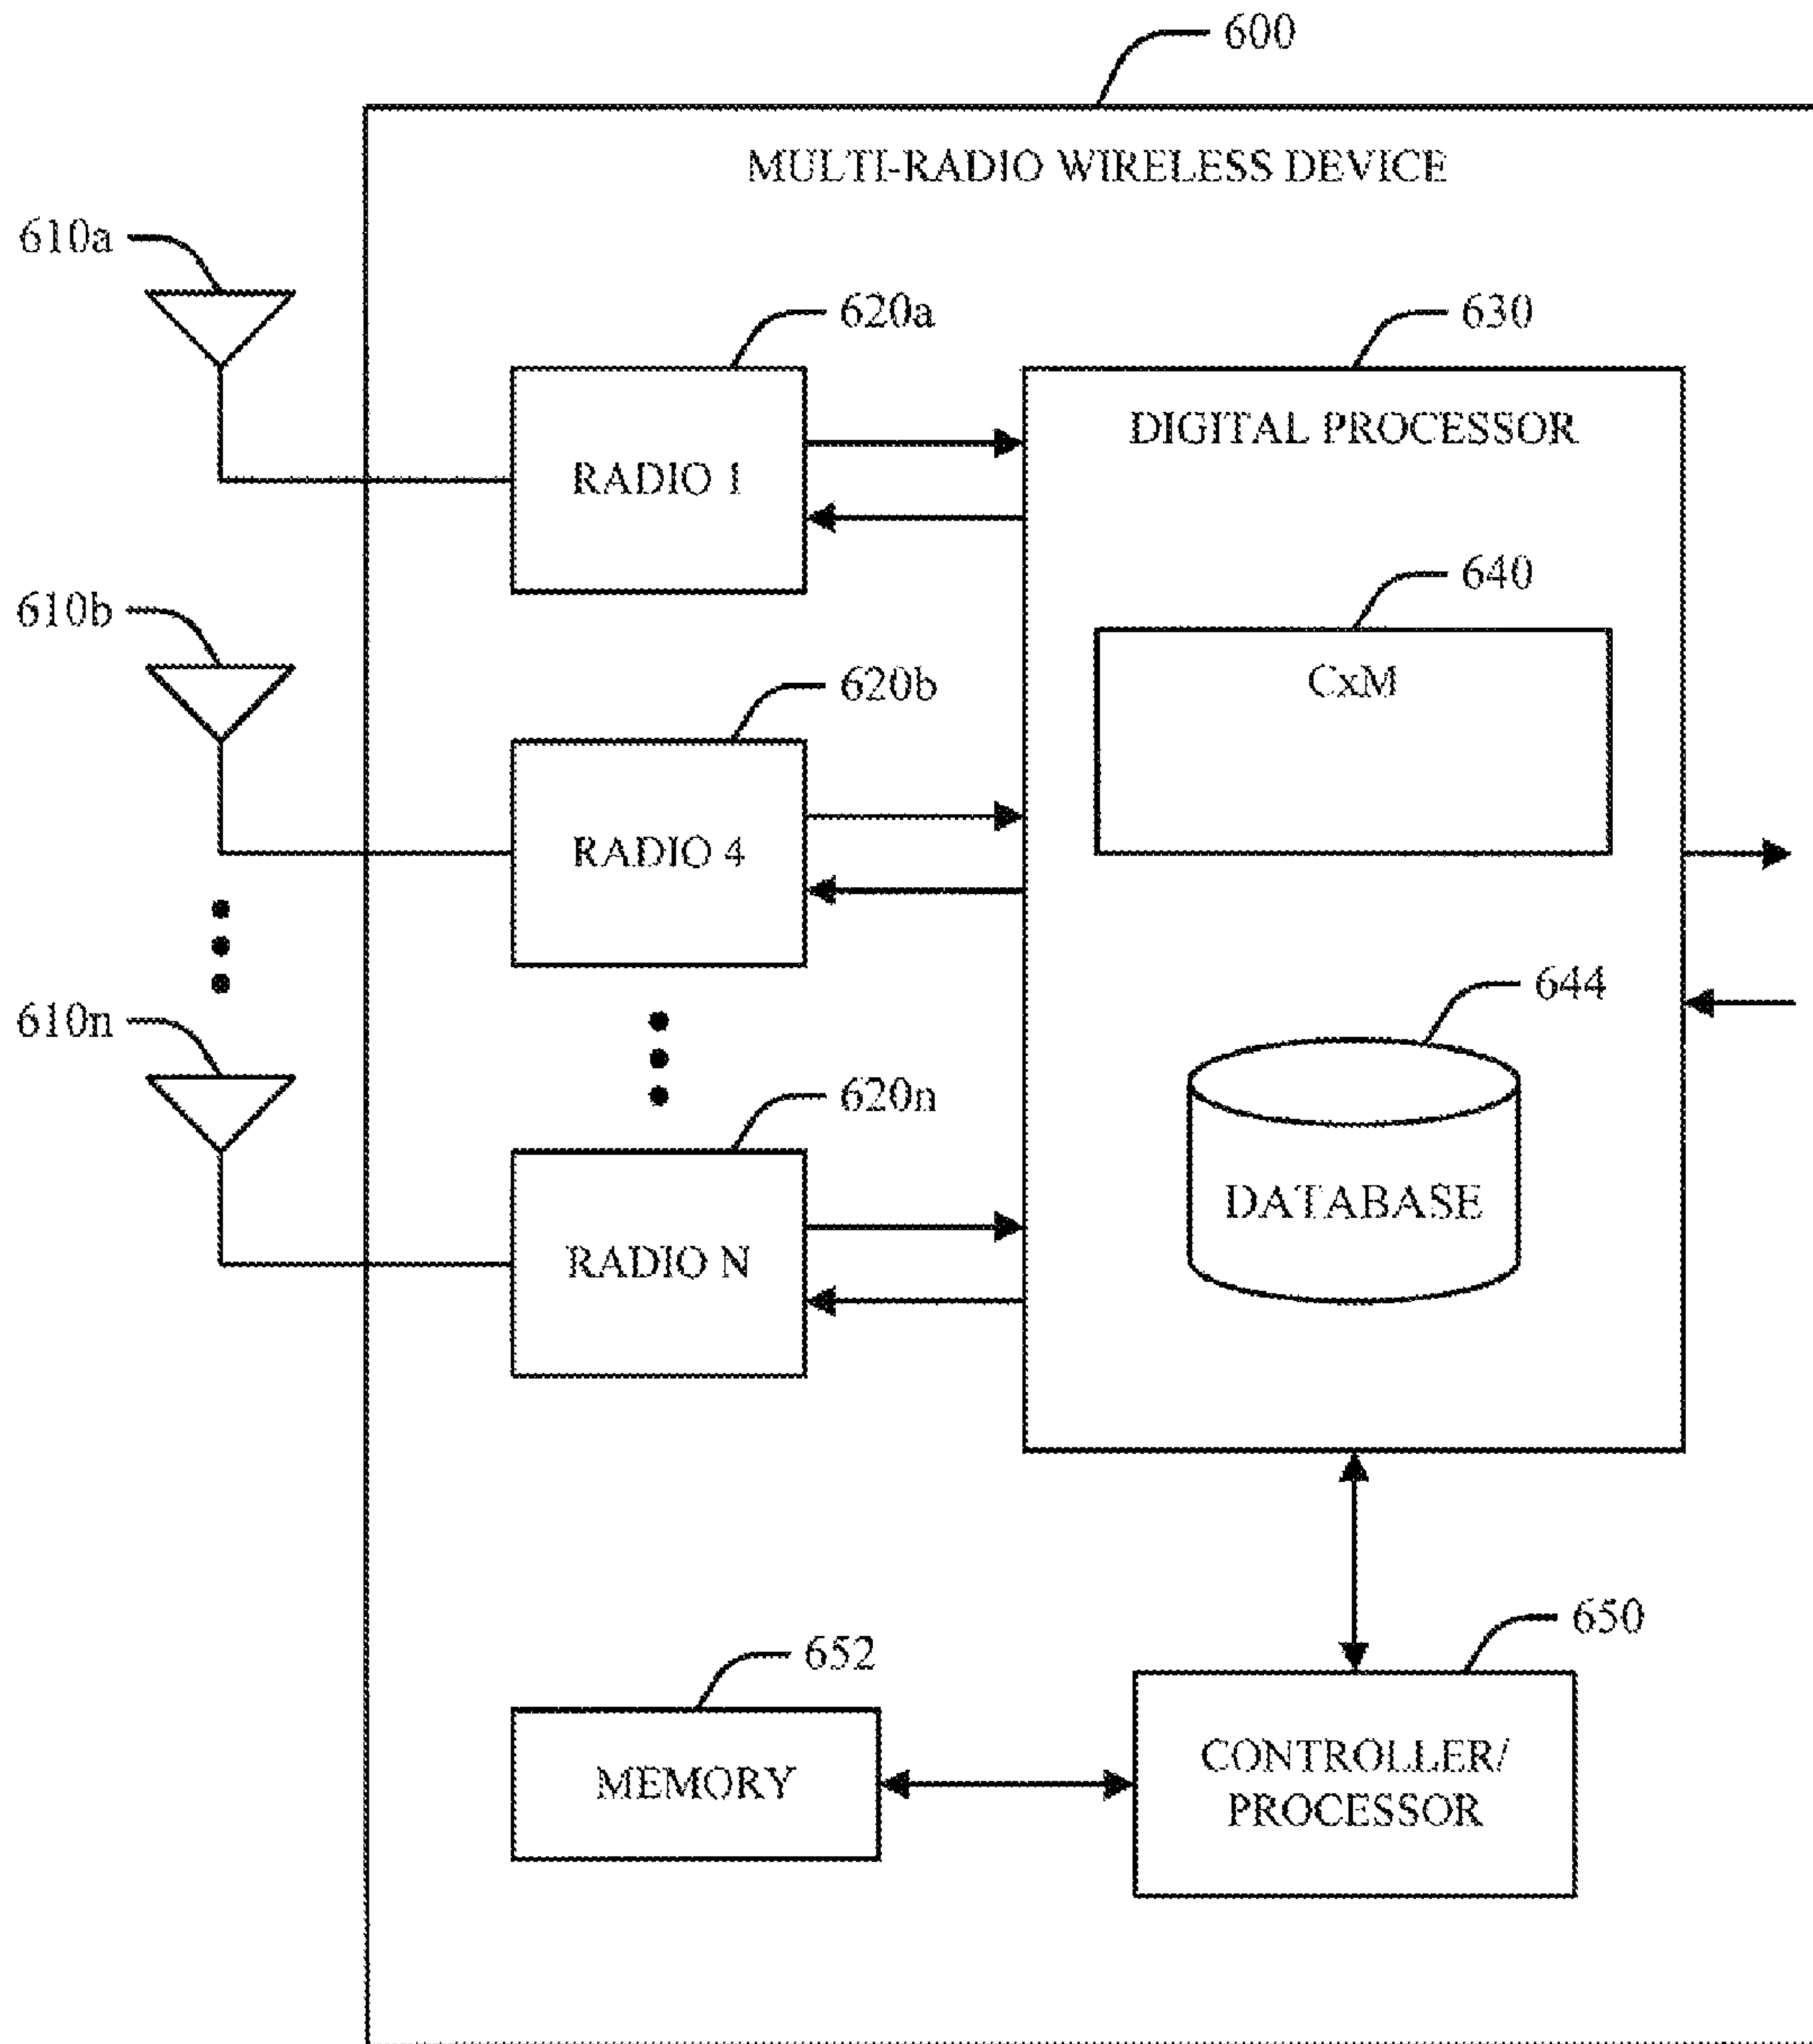 600
MULTI-RADIO WIRELESS DEVICE
610a
620a
630
RADIO 1
DIGITAL PROCESSOR
640
CxM
610b
620b
RADIO 4
644
DATABASE
610n
620n
RADIO N
650
652
MEMORY
CONTROLLER/
PROCESSOR